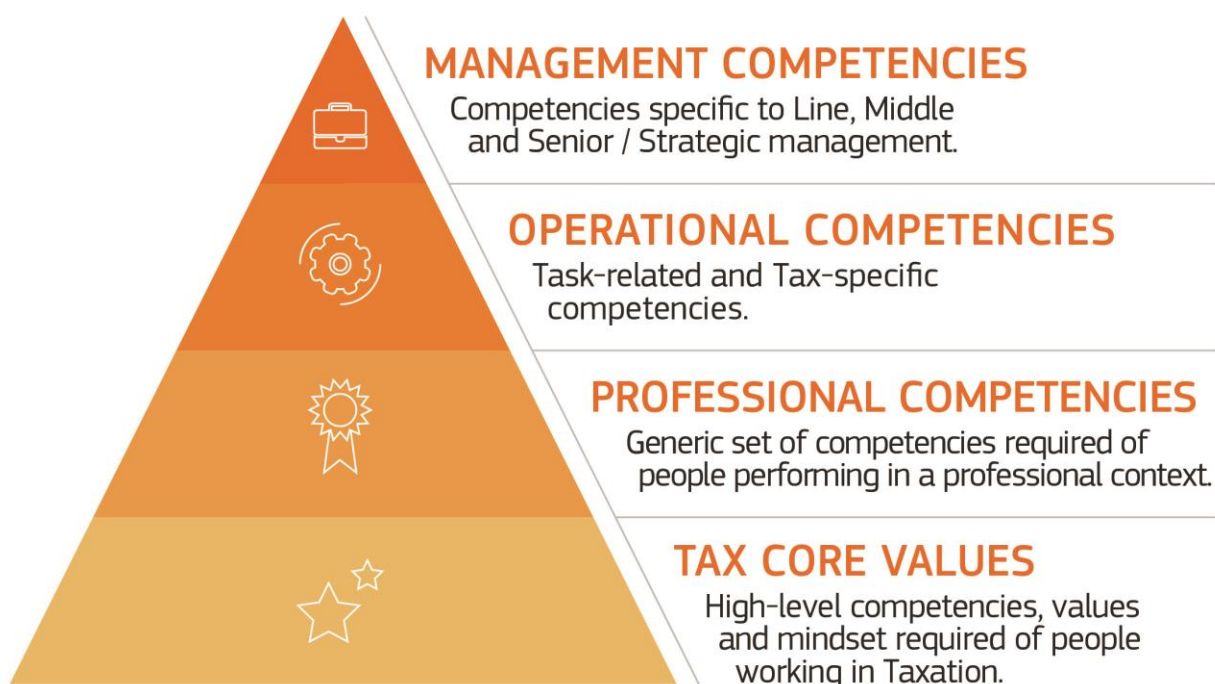 MANAGEMENT COMPETENCIES
Competencies specific to Line, Middle
and Senior / Strategic management.
OPERATIONAL COMPETENCIES
Task-related and Tax-specific
competencies.
PROFESSIONAL COMPETENCIES
Generic set of competencies required of
people performing in a professional context.
TAX CORE VALUES
High-level competencies, values
and mindset required of people
working in Taxation.